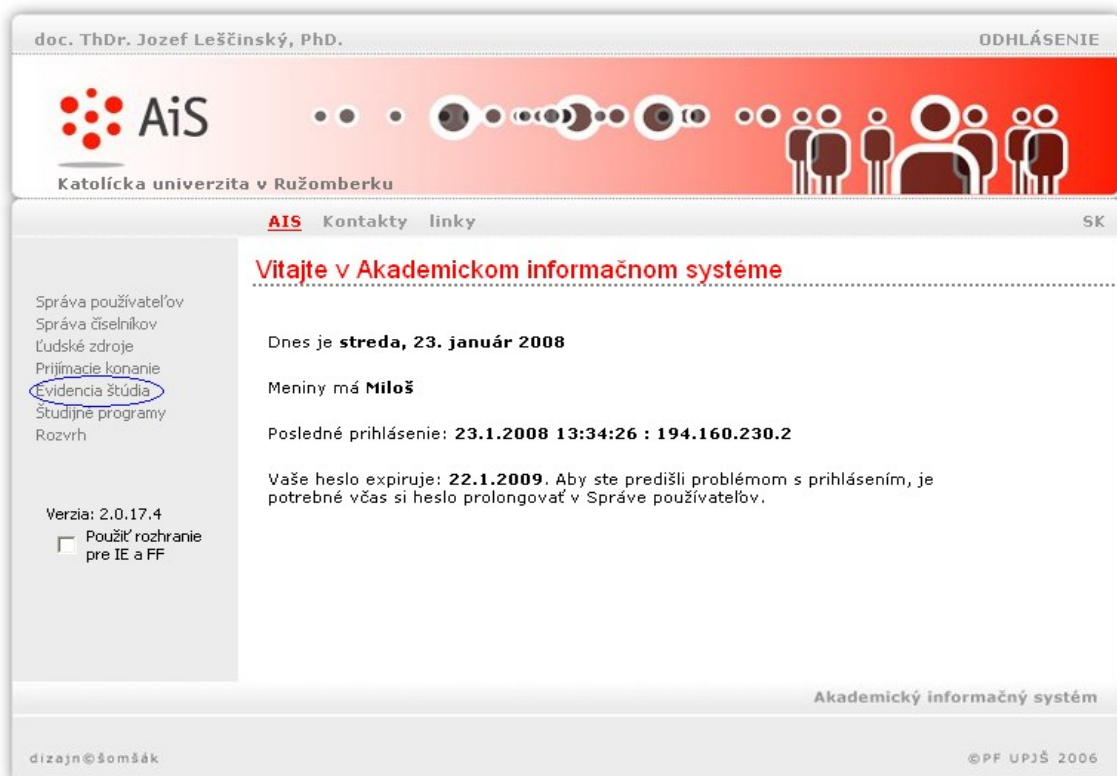 doc. ThDr. Jozef Leščinský, PhD.
ODHLÁSENIE
AiS
Katolícka univerzita v Ružomberku
AIS Kontakty linky
SK
Vitajte v Akademickom informačnom systéme
Správa používateľov
Správa číselníkov
Ľudské zdroje
Prijímacie konanie
Evidencia štúdia
Študijné programy
Rozvrh
Verzia: 2.0.17.4
Použiť rozhranie
pre IE a FF
Dnes je streda, 23. január 2008
Meniny má Miloš
Posledné prihlásenie: 23.1.2008 13:34:26 : 194.160.230.2
Vaše heslo expiruje: 22.1.2009. Aby ste predišli problémom s prihlásením, je
potrebné včas si heslo prolongovať v Správe používateľov.
Akademický informačný systém
dizajn©šomšák
©PF UPJŠ 2006